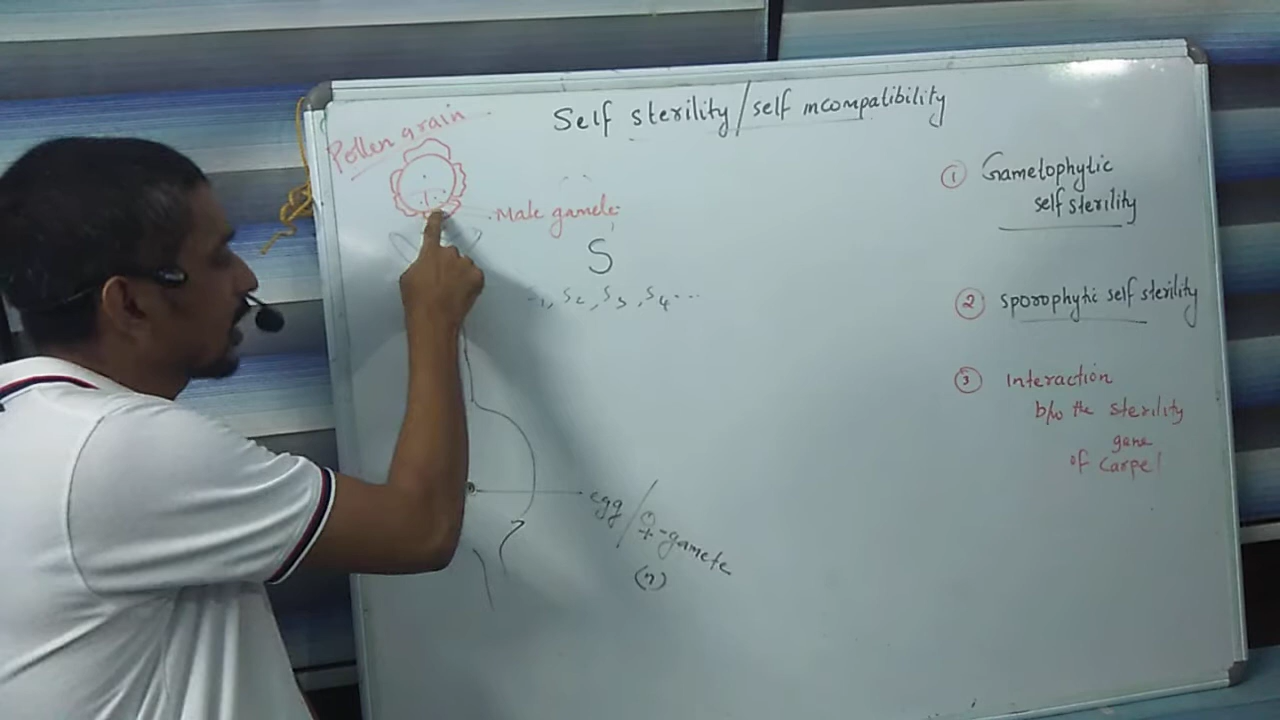 Self sterility/self incompatibility
Pollen grain
Male gamete
S
1, S2, S3, S4...
egg/♀-gamete
(n)
① Gametophytic
self sterility
② sporophytic self sterility
③ Interaction
b/w the sterility
gene
of carpel